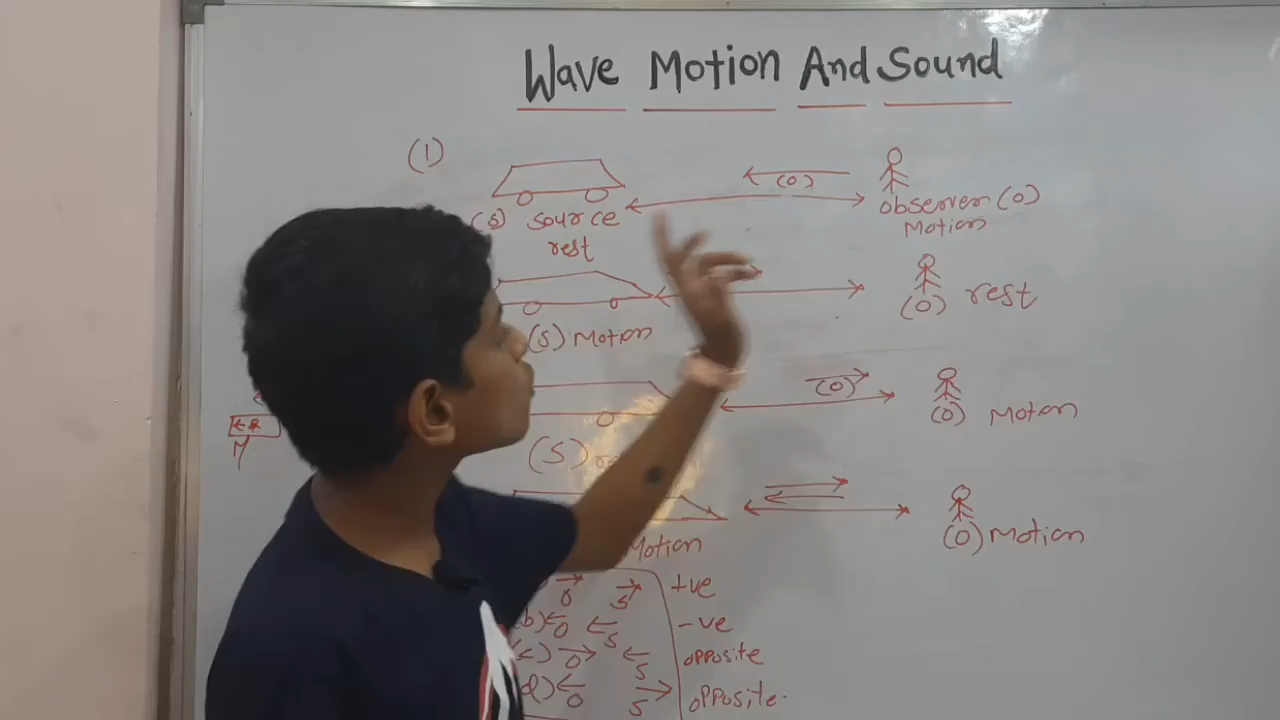 Wave Motion And Sound
(1)
(O)
(S) source
rest
observer (O)
Motion
(S) Motion
(O) rest
(O)
(S)
(O) Motion
Motion
(O) Motion
O S +ve
b) O S -ve
(c) O S opposite
d) O S opposite.